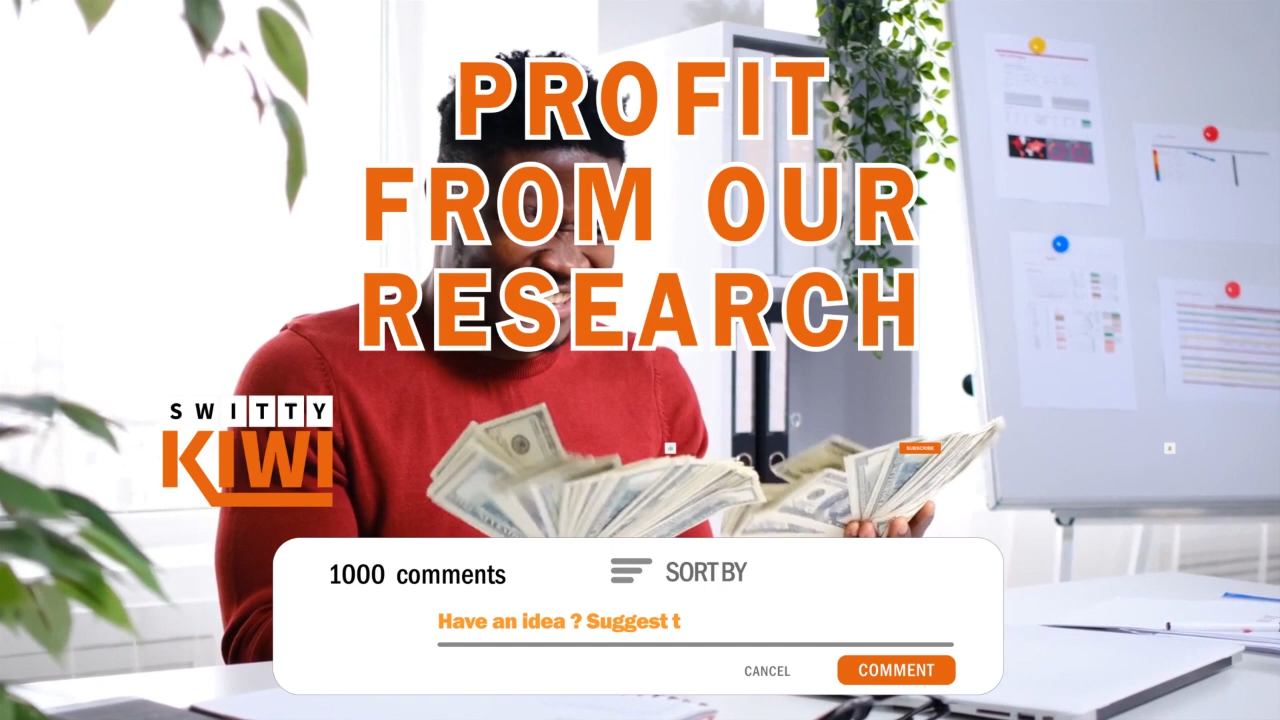 PROFIT
FROM OUR
RESEARCH
SWITTY
KIWI
SUBSCRIBE
1000 comments
SORT BY
Have an idea ? Suggest t
CANCEL
COMMENT